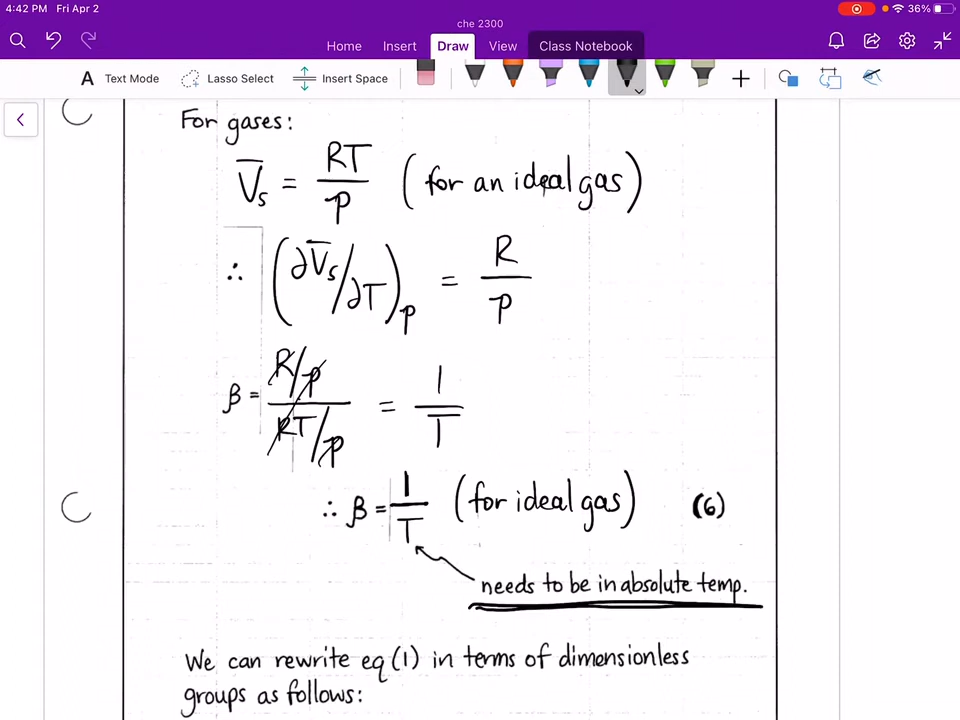 4:42 PM Fri Apr 2
36%
che 2300
Home Insert Draw View Class Notebook
A Text Mode Lasso Select Insert Space
For gases:
V̅s = RT/p (for an ideal gas)
∴ (∂V̅s/∂T)p = R/p
β = (R/p)/(RT/p) = 1/T
∴ β = 1/T (for ideal gas) (6)
needs to be in absolute temp.
We can rewrite eq (1) in terms of dimensionless
groups as follows: